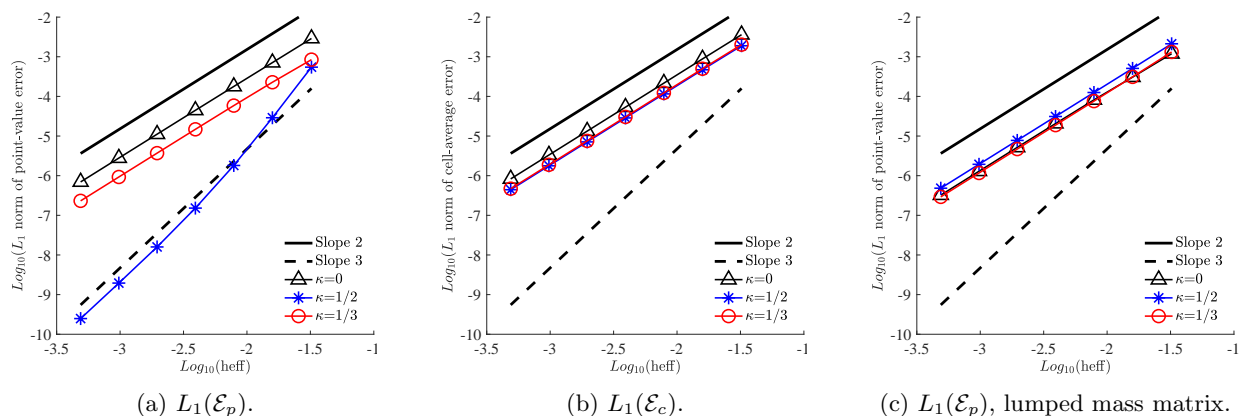 -2
-3
-4
-5
-6
-7
-8
-9
-10
Log₁₀(L₁ norm of point-value error)
Slope 2
Slope 3
κ=0
κ=1/2
κ=1/3
-3.5 -3 -2.5 -2 -1.5 -1
Log₁₀(heff)
(a) L₁(ℰₚ).
-2
-3
-4
-5
-6
-7
-8
-9
-10
Log₁₀(L₁ norm of cell-average error)
Slope 2
Slope 3
κ=0
κ=1/2
κ=1/3
-3.5 -3 -2.5 -2 -1.5 -1
Log₁₀(heff)
(b) L₁(ℰ_c).
-2
-3
-4
-5
-6
-7
-8
-9
-10
Log₁₀(L₁ norm of point-value error)
Slope 2
Slope 3
κ=0
κ=1/2
κ=1/3
-3.5 -3 -2.5 -2 -1.5 -1
Log₁₀(heff)
(c) L₁(ℰₚ), lumped mass matrix.